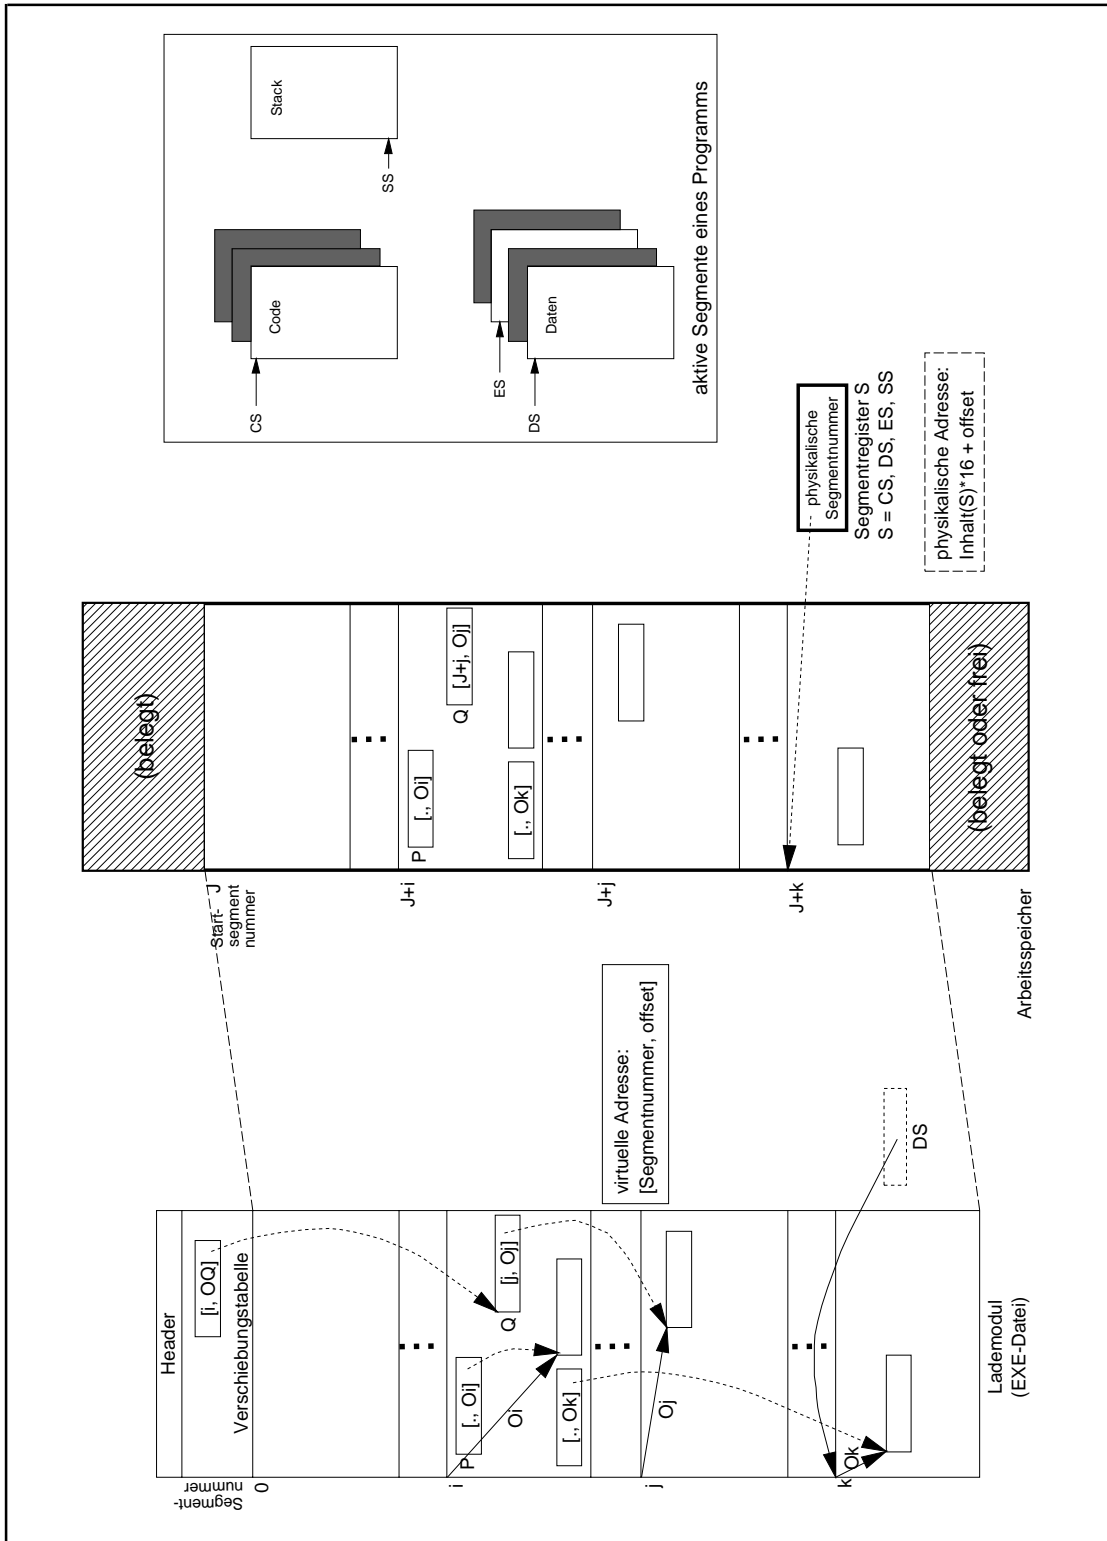 Header
[i, OQ]
Verschiebungstabelle
Segment-
nummer
0
P
[., Oi]
Q
[j, Oj]
i
Oi
[., Ok]
j
Oj
k
Ok
DS
Lademodul
(EXE-Datei)
virtuelle Adresse:
[Segmentnummer, offset]
(belegt)
J
Start-
segment
nummer
J+i
P
[., Oi]
Q
[J+j, Oj]
[., Ok]
J+j
J+k
(belegt oder frei)
Arbeitsspeicher
physikalische
Segmentnummer
Segmentregister S
S = CS, DS, ES, SS
physikalische Adresse:
Inhalt(S)*16 + offset
CS
Code
Stack
SS
ES
DS
Daten
aktive Segmente eines Programms